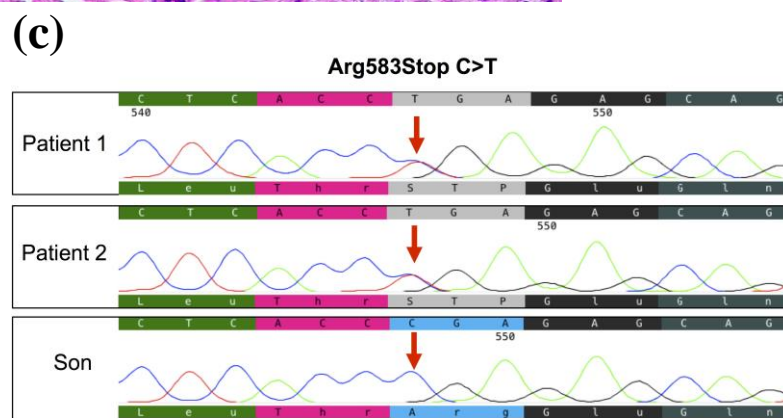 (c)
Arg583Stop C>T
C T C A C C T G A G A G C A G
540 550
Patient 1
L e u T h r S T P G l u G l n
C T C A C C T G A G A G C A G
550
Patient 2
L e u T h r S T P G l u G l n
C T C A C C C G A G A G C A G
550
Son
L e u T h r A r g G l u G l n